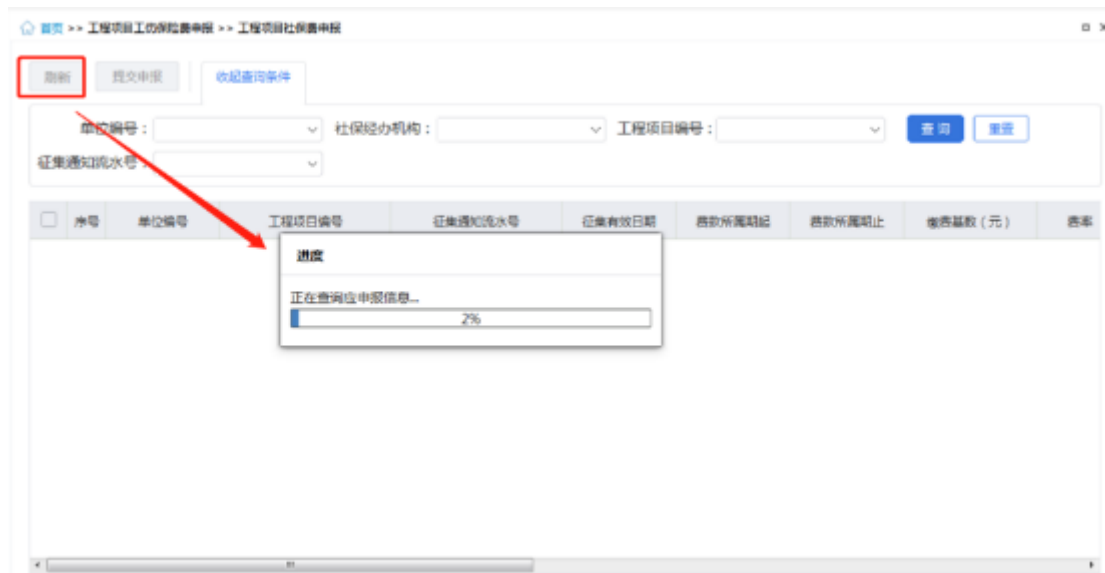 首页 >> 工程项目工伤保险费申报 >> 工程项目社保费申报
刷新 提交申报 收起查询条件
单位编号： 社保经办机构： 工程项目编号： 查询 重置
征集通知流水号：
序号 单位编号 工程项目编号 征集通知流水号 征集有效日期 费款所属期起 费款所属期止 缴费基数（元） 费率
进度
正在查询应申报信息...
2%